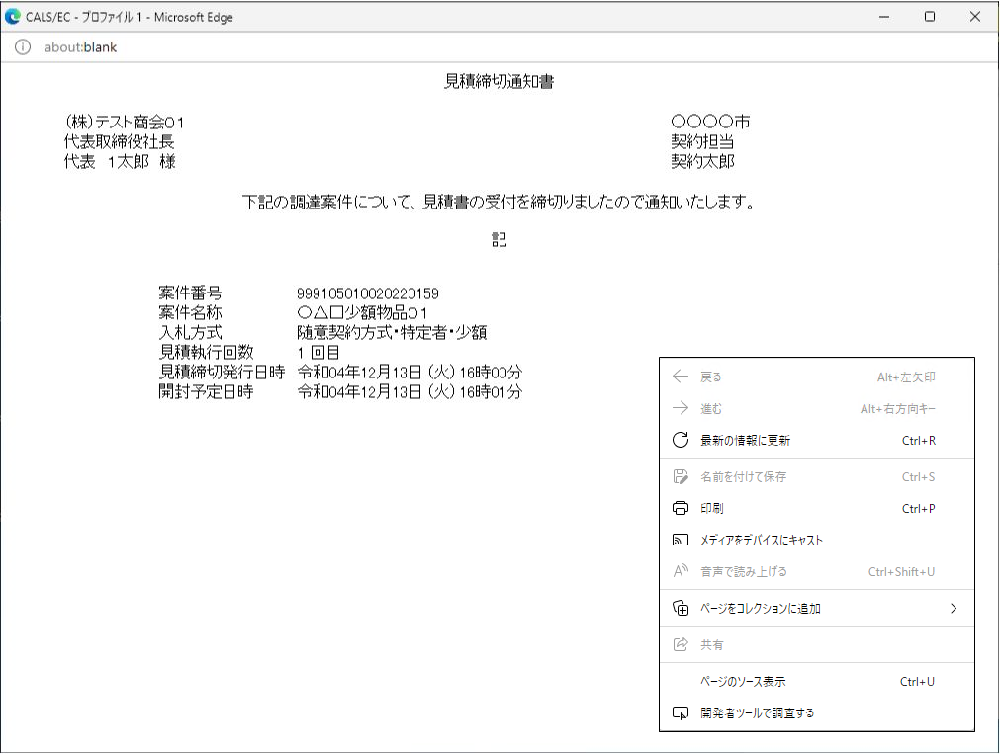 CALS/EC - プロファイル 1 - Microsoft Edge
about:blank
見積締切通知書
(株)テスト商会01
代表取締役社長
代表 1太郎 様
〇〇〇〇市
契約担当
契約太郎
下記の調達案件について、見積書の受付を締切りましたので通知いたします。
記
案件番号 999105010020220159
案件名称 〇△□少額物品01
入札方式 随意契約方式・特定者・少額
見積執行回数 1 回目
見積締切発行日時 令和04年12月13日 (火) 16時00分
開封予定日時 令和04年12月13日 (火) 16時01分
戻る Alt+左矢印
進む Alt+右方向キー
最新の情報に更新 Ctrl+R
名前を付けて保存 Ctrl+S
印刷 Ctrl+P
メディアをデバイスにキャスト
音声で読み上げる Ctrl+Shift+U
ページをコレクションに追加
共有
ページのソース表示 Ctrl+U
開発者ツールで調査する